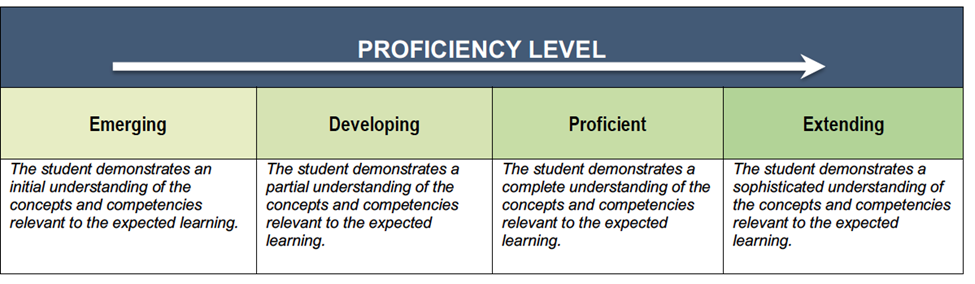 PROFICIENCY LEVEL
Emerging
Developing
Proficient
Extending
The student demonstrates an
initial understanding of the
concepts and competencies
relevant to the expected learning.
The student demonstrates a
partial understanding of the
concepts and competencies
relevant to the expected
learning.
The student demonstrates a
complete understanding of the
concepts and competencies
relevant to the expected
learning.
The student demonstrates a
sophisticated understanding of
the concepts and competencies
relevant to the expected
learning.